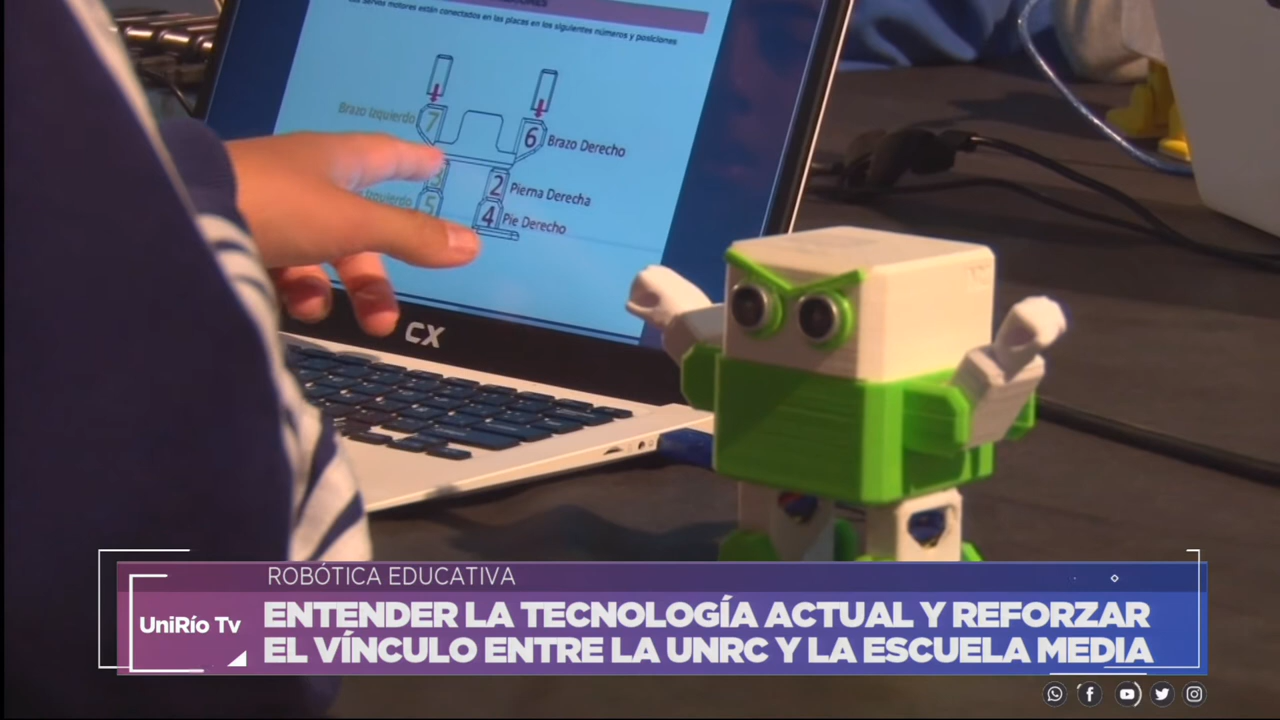 Los servos motores están conectados en las placas en los siguientes números y posiciones
Brazo Izquierdo 7
6 Brazo Derecho
3
2 Pierna Derecha
Izquierdo 5
4 Pie Derecho
CX
ROBÓTICA EDUCATIVA
UniRío Tv
ENTENDER LA TECNOLOGÍA ACTUAL Y REFORZAR
EL VÍNCULO ENTRE LA UNRC Y LA ESCUELA MEDIA